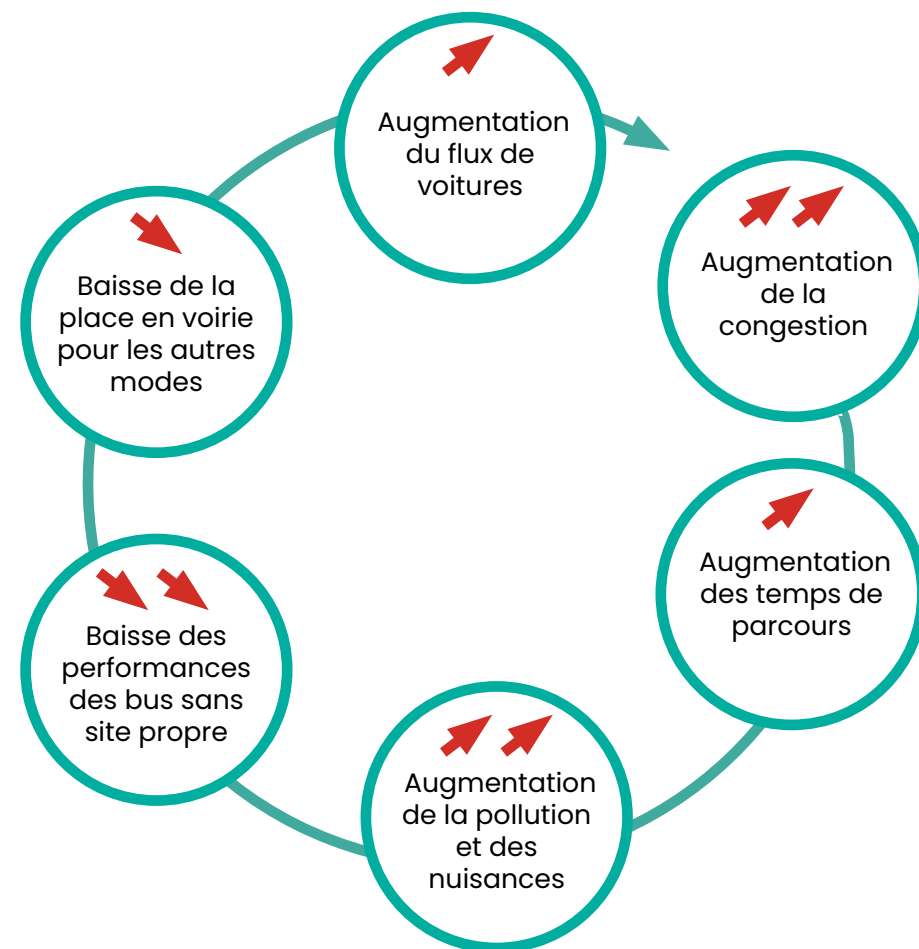 Augmentation
du flux de
voitures
Augmentation
de la
congestion
Augmentation
des temps de
parcours
Augmentation
de la pollution
et des
nuisances
Baisse des
performances
des bus sans
site propre
Baisse de la
place en voirie
pour les autres
modes